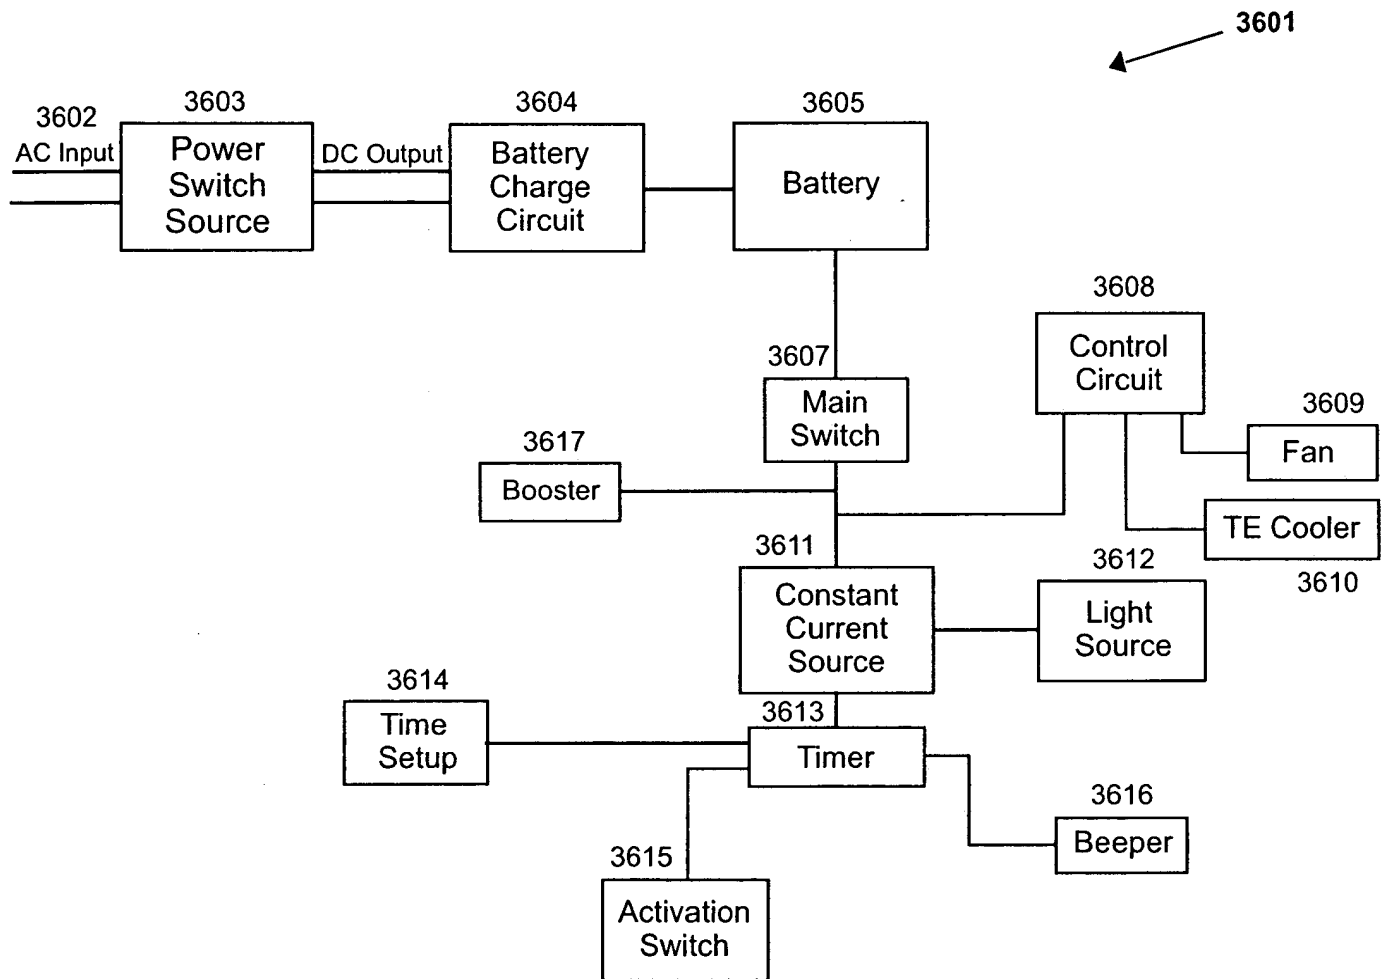 3601
3602
AC Input
3603
Power
Switch
Source
DC Output
3604
Battery
Charge
Circuit
3605
Battery
3607
Main
Switch
3608
Control
Circuit
3609
Fan
TE Cooler
3610
3617
Booster
3611
Constant
Current
Source
3612
Light
Source
3614
Time
Setup
3613
Timer
3616
Beeper
3615
Activation
Switch